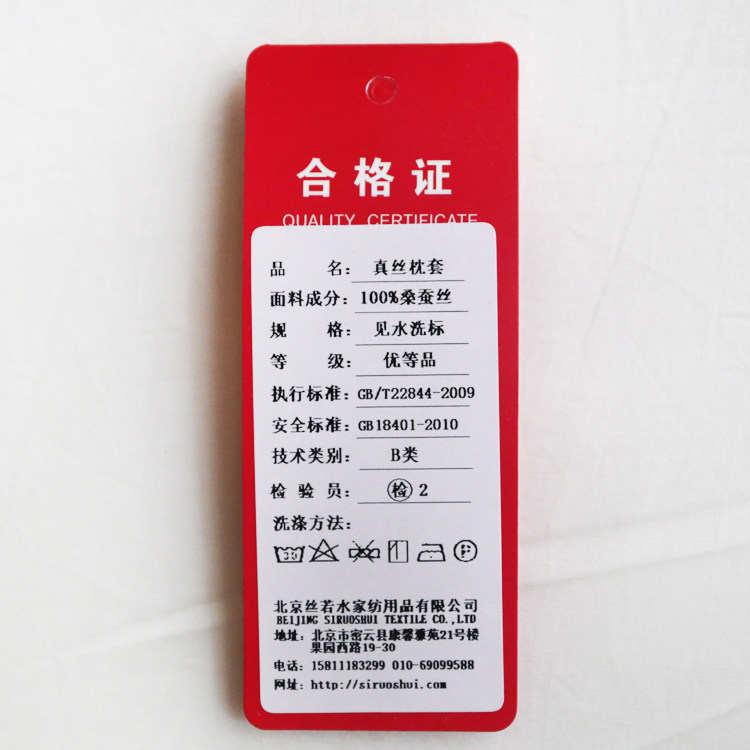 合格证
QUALITY CERTIFICATE
品 名: 真丝枕套
面料成分: 100%桑蚕丝
规 格: 见水洗标
等 级: 优等品
执行标准: GB/T22844-2009
安全标准: GB18401-2010
技术类别: B类
检 验 员: 检 2
洗涤方法:
30 P
北京丝若水家纺用品有限公司
BEIJING SIRUOSHUI TEXTILE CO.,LTD
地址: 北京市密云县康馨雅苑21号楼
果园西路19-30
电话: 15811183299 010-69099588
网址: http://siruoshui.com